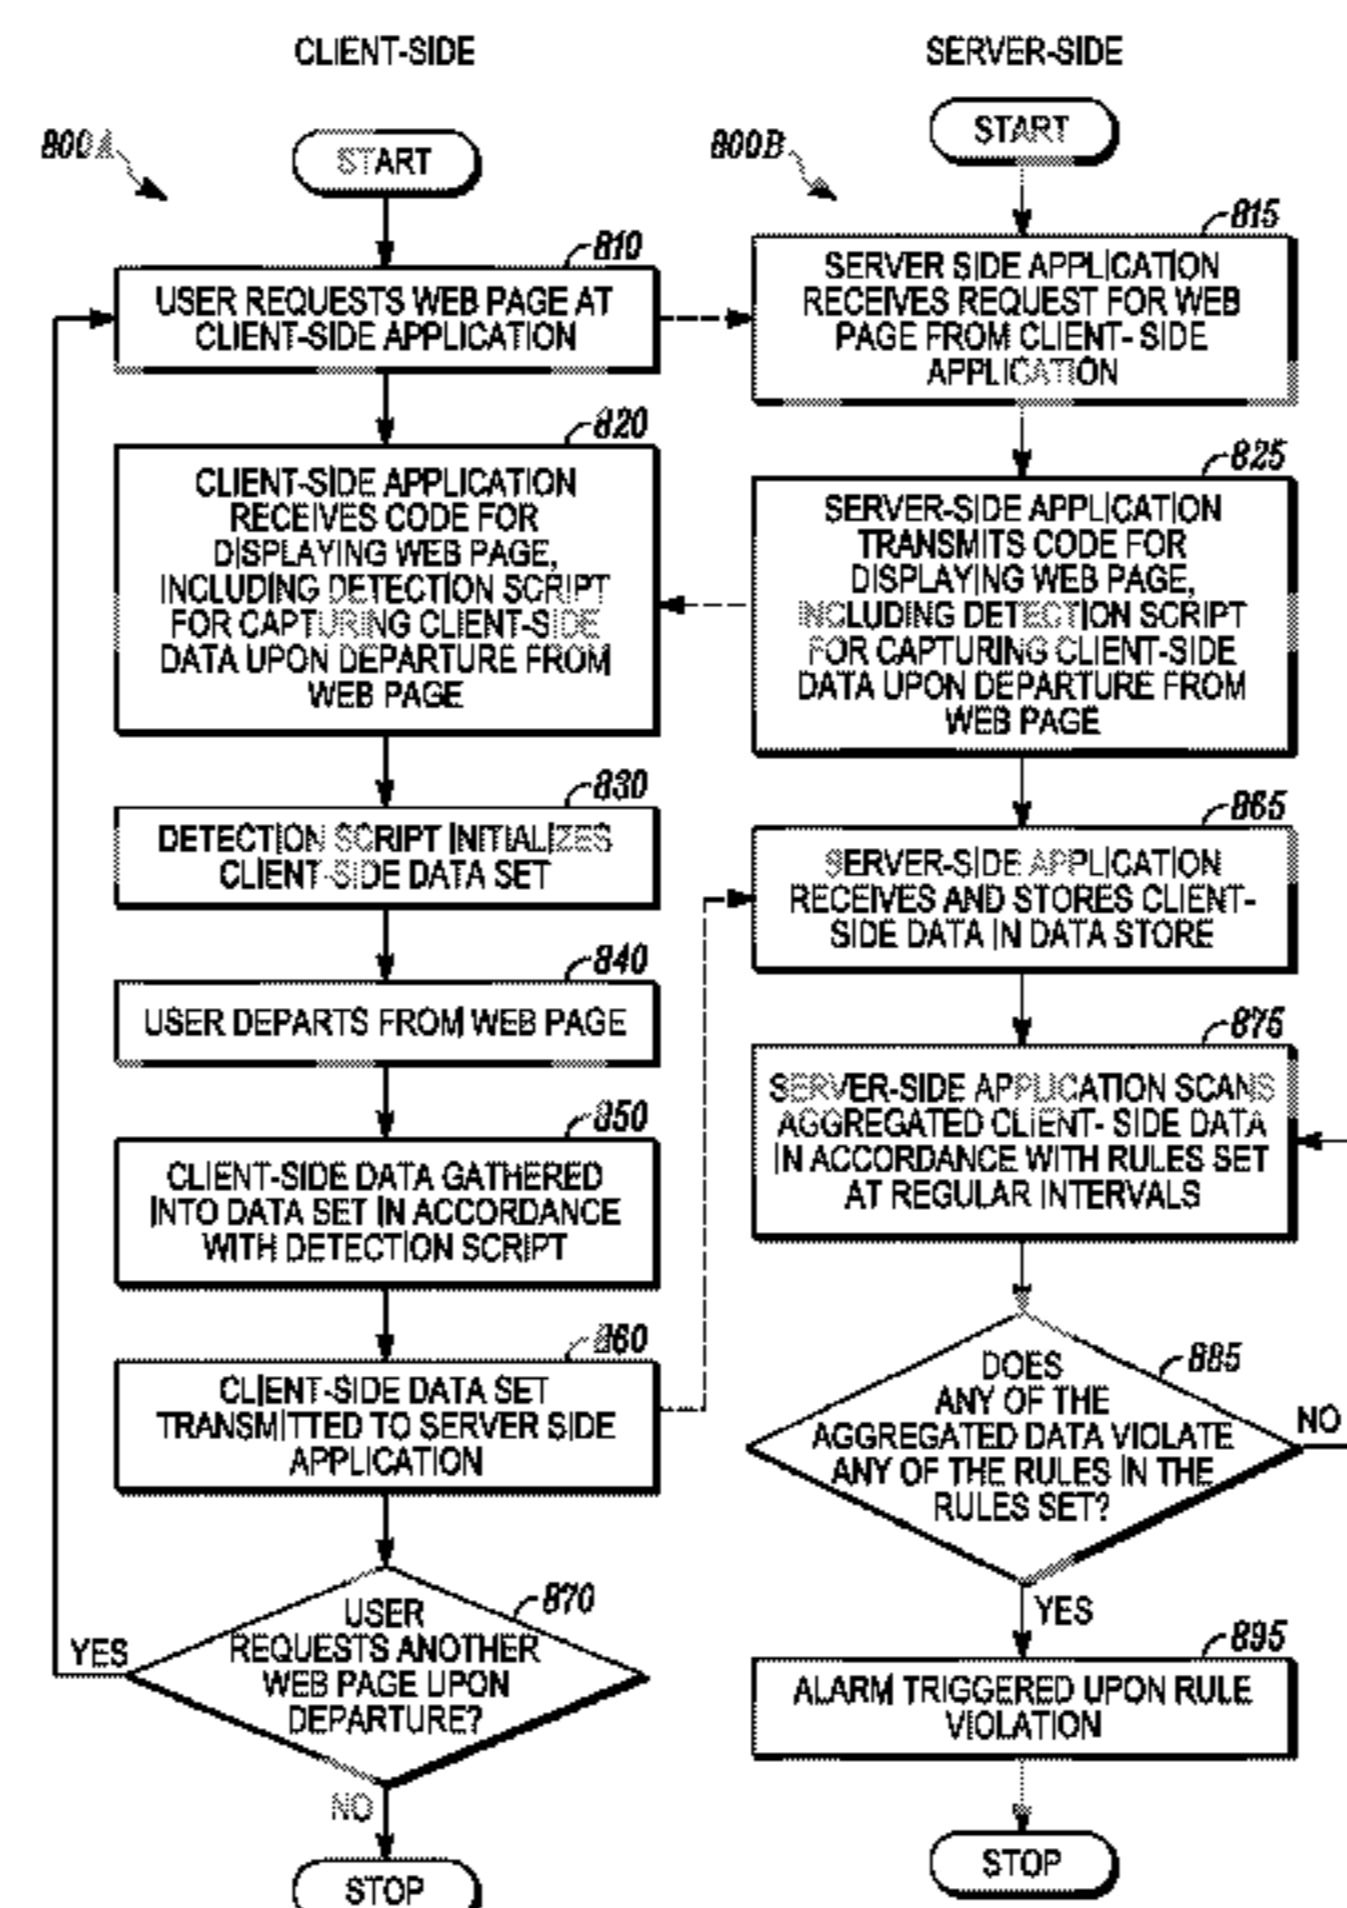 CLIENT-SIDE
800A
START
810
USER REQUESTS WEB PAGE AT
CLIENT-SIDE APPLICATION
820
CLIENT-SIDE APPLICATION
RECEIVES CODE FOR
DISPLAYING WEB PAGE,
INCLUDING DETECTION SCRIPT
FOR CAPTURING CLIENT-SIDE
DATA UPON DEPARTURE FROM
WEB PAGE
830
DETECTION SCRIPT INITIALIZES
CLIENT-SIDE DATA SET
840
USER DEPARTS FROM WEB PAGE
850
CLIENT-SIDE DATA GATHERED
INTO DATA SET IN ACCORDANCE
WITH DETECTION SCRIPT
860
CLIENT-SIDE DATA SET
TRANSMITTED TO SERVER SIDE
APPLICATION
870
USER
REQUESTS ANOTHER
WEB PAGE UPON
DEPARTURE?
YES
NO
STOP
SERVER-SIDE
800B
START
815
SERVER SIDE APPLICATION
RECEIVES REQUEST FOR WEB
PAGE FROM CLIENT- SIDE
APPLICATION
825
SERVER-SIDE APPLICATION
TRANSMITS CODE FOR
DISPLAYING WEB PAGE,
INCLUDING DETECTION SCRIPT
FOR CAPTURING CLIENT-SIDE
DATA UPON DEPARTURE FROM
WEB PAGE
865
SERVER-SIDE APPLICATION
RECEIVES AND STORES CLIENT-
SIDE DATA IN DATA STORE
875
SERVER-SIDE APPLICATION SCANS
AGGREGATED CLIENT- SIDE DATA
IN ACCORDANCE WITH RULES SET
AT REGULAR INTERVALS
885
DOES
ANY OF THE
AGGREGATED DATA VIOLATE
ANY OF THE RULES IN THE
RULES SET?
NO
YES
895
ALARM TRIGGERED UPON RULE
VIOLATION
STOP